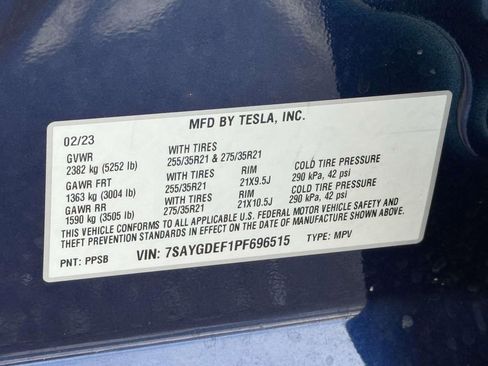 MFD BY TESLA, INC.
02/23
GVWR WITH TIRES
2382 kg (5252 lb) 255/35R21 & 275/35R21
GAWR FRT WITH TIRES RIM COLD TIRE PRESSURE
1363 kg (3004 lb) 255/35R21 21X9.5J 290 kPa, 42 psi
GAWR RR WITH TIRES RIM COLD TIRE PRESSURE
1590 kg (3505 lb) 275/35R21 21X10.5J 290 kPa, 42 psi
THIS VEHICLE CONFORMS TO ALL APPLICABLE U.S. FEDERAL MOTOR VEHICLE SAFETY AND
THEFT PREVENTION STANDARDS IN EFFECT ON THE DATE OF MANUFACTURE SHOWN ABOVE.
PNT: PPSB VIN: 7SAYGDEF1PF696515 TYPE: MPV